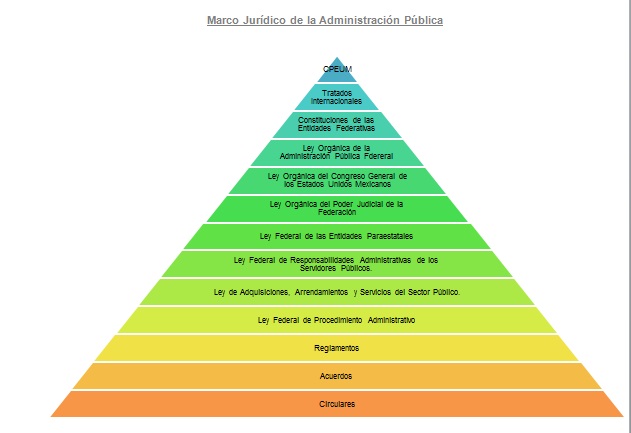 Marco Jurídico de la Administración Pública
CPEUM
Tratados
Internacionales
Constituciones de las
Entidades Federativas
Ley Orgánica de la
Administración Pública Fdereral
Ley Orgánica del Congreso General de
los Estados Unidos Mexicanos
Ley Orgánica del Poder Judicial de la
Federación
Ley Federal de las Entidades Paraestatales
Ley Federal de Responsabilidades Administrativas de los
Servidores Públicos.
Ley de Adquisiciones, Arrendamientos y Servicios del Sector Público.
Ley Federal de Procedimiento Administrativo
Reglamentos
Acuerdos
Circulares